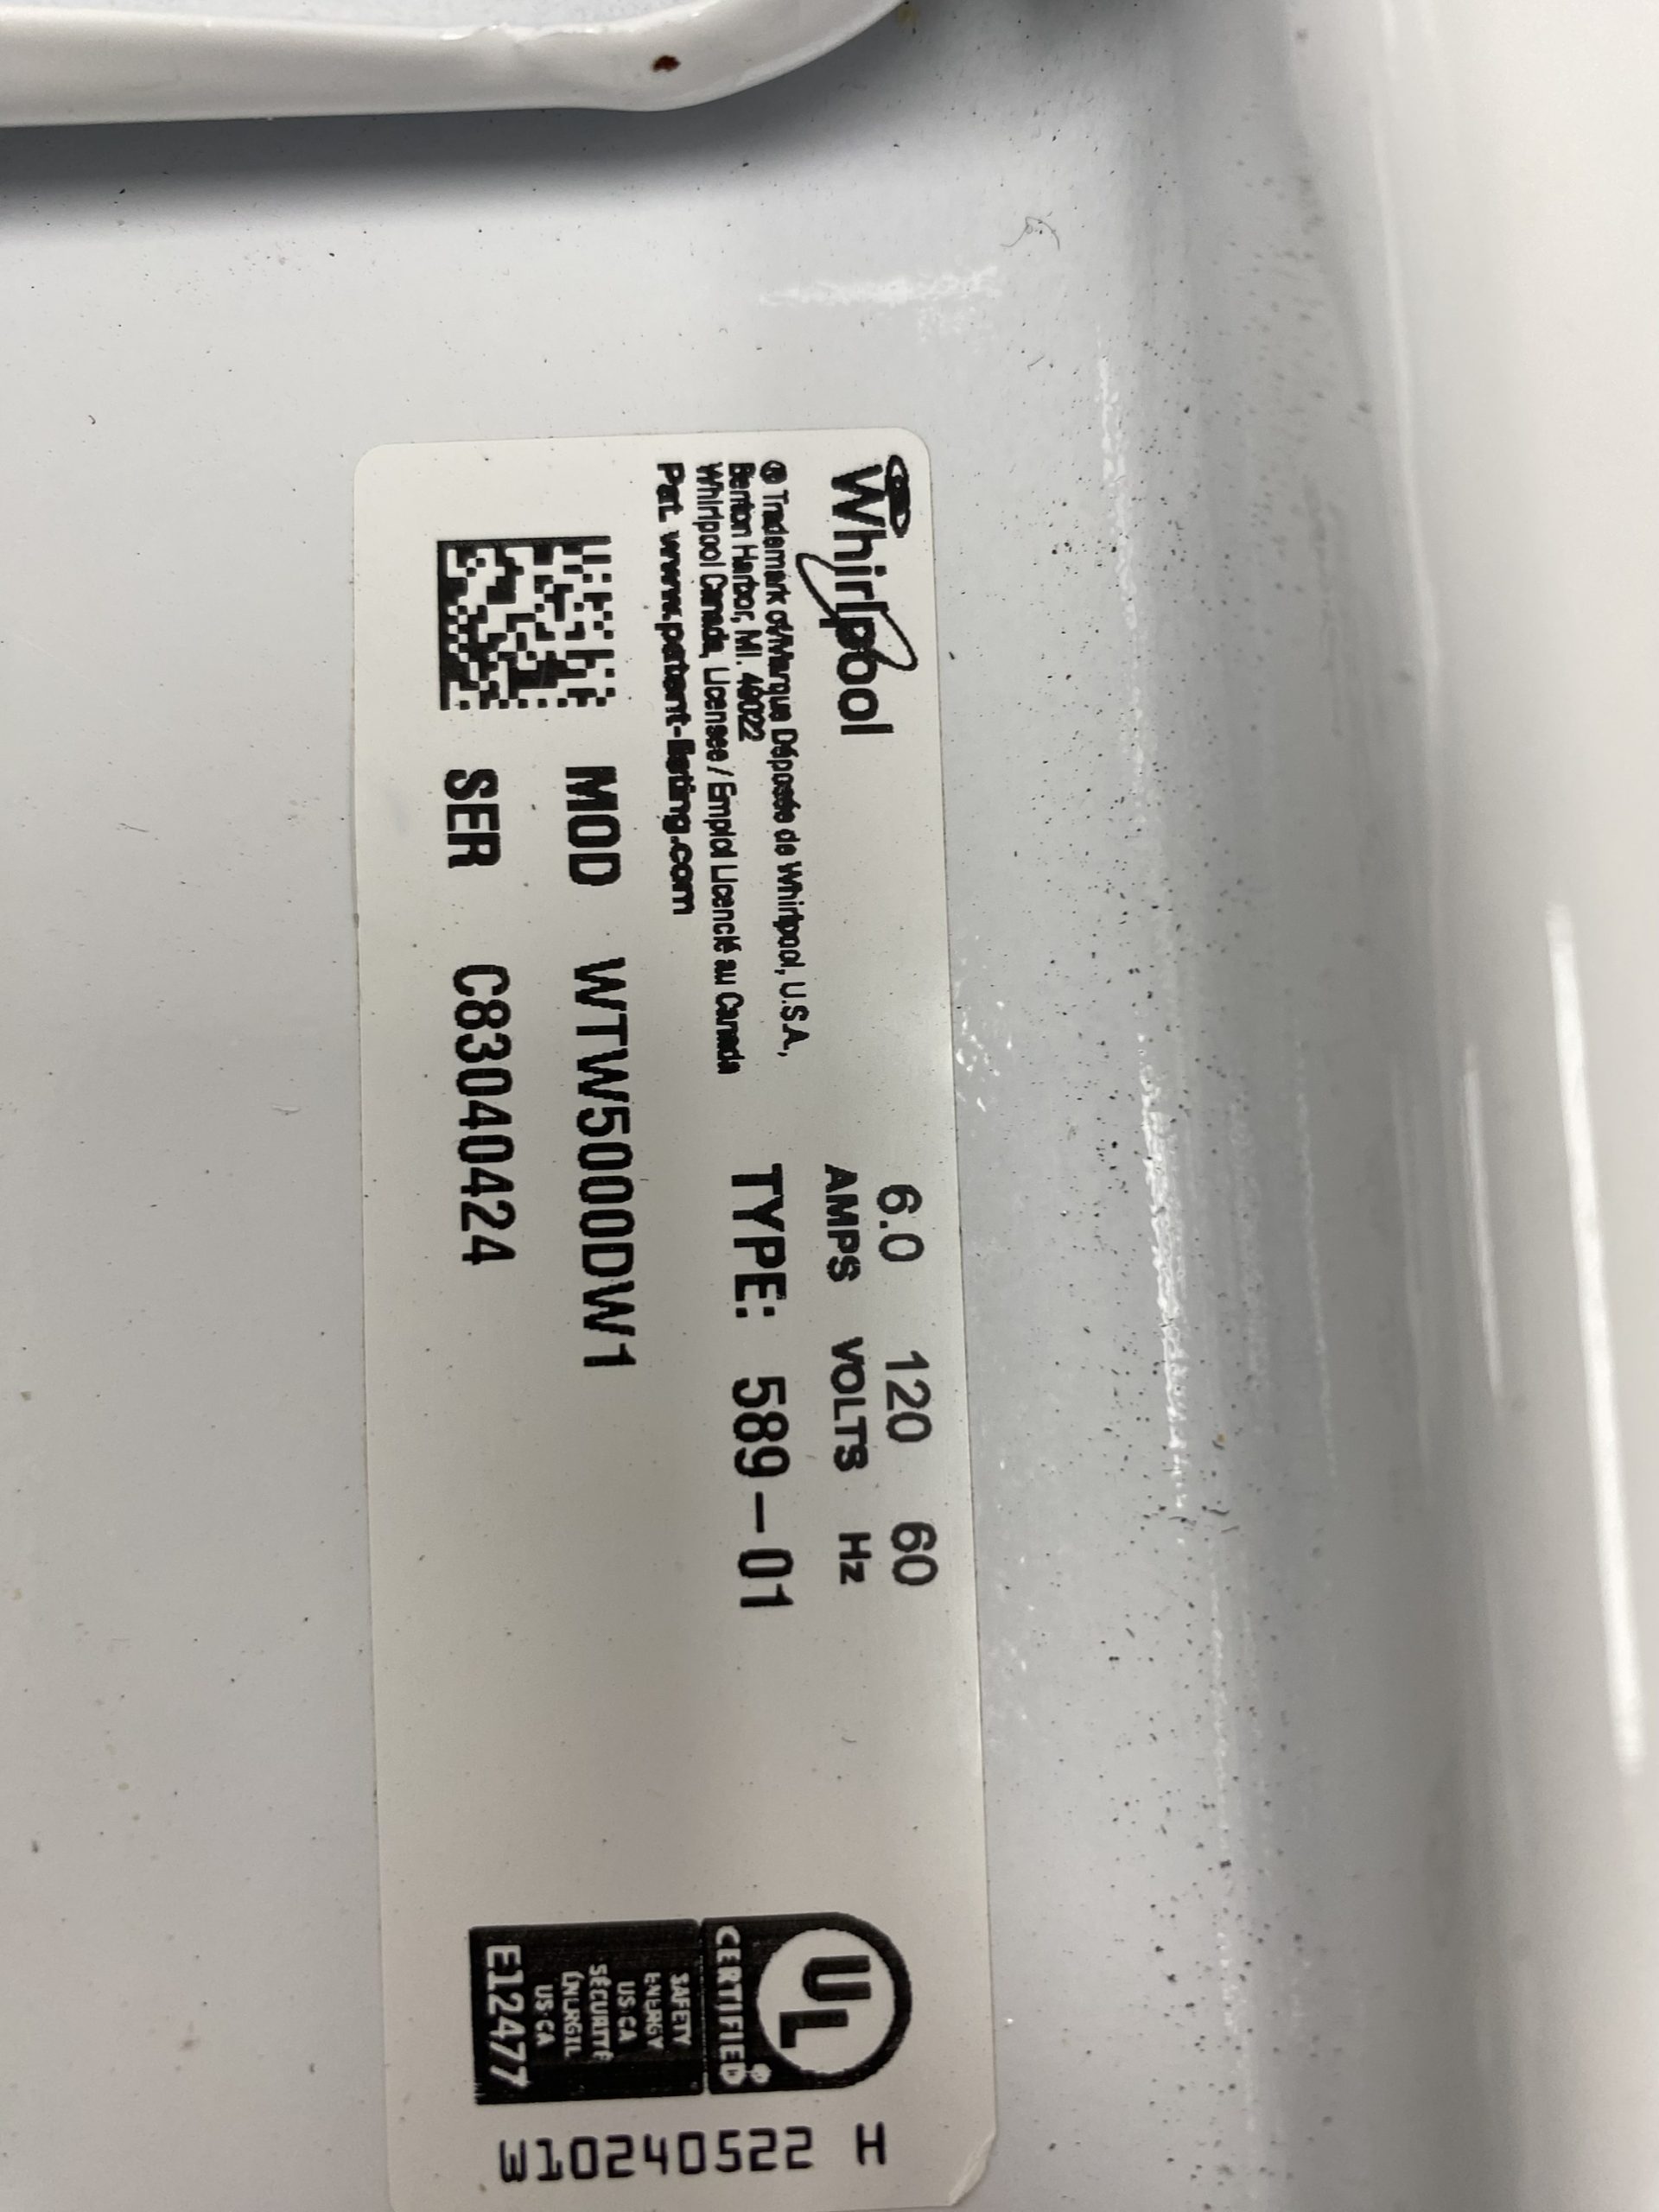 Whirlpool
® Trademark of/Marque Déposée de Whirlpool, U.S.A.,
Benton Harbor, MI. 49022
Whirlpool Canada, Licensee / Emploi Licencié au Canada
Pat. www.patent-listing.com
6.0 120 60
AMPS VOLTS Hz
TYPE: 589-01
MOD WTW5000DW1
SER C83040424
UL
CERTIFIED
SAFETY
ENERGY
US-CA
SÉCURITÉ
ÉNERGIE
US-CA
E12477
W10240522 H